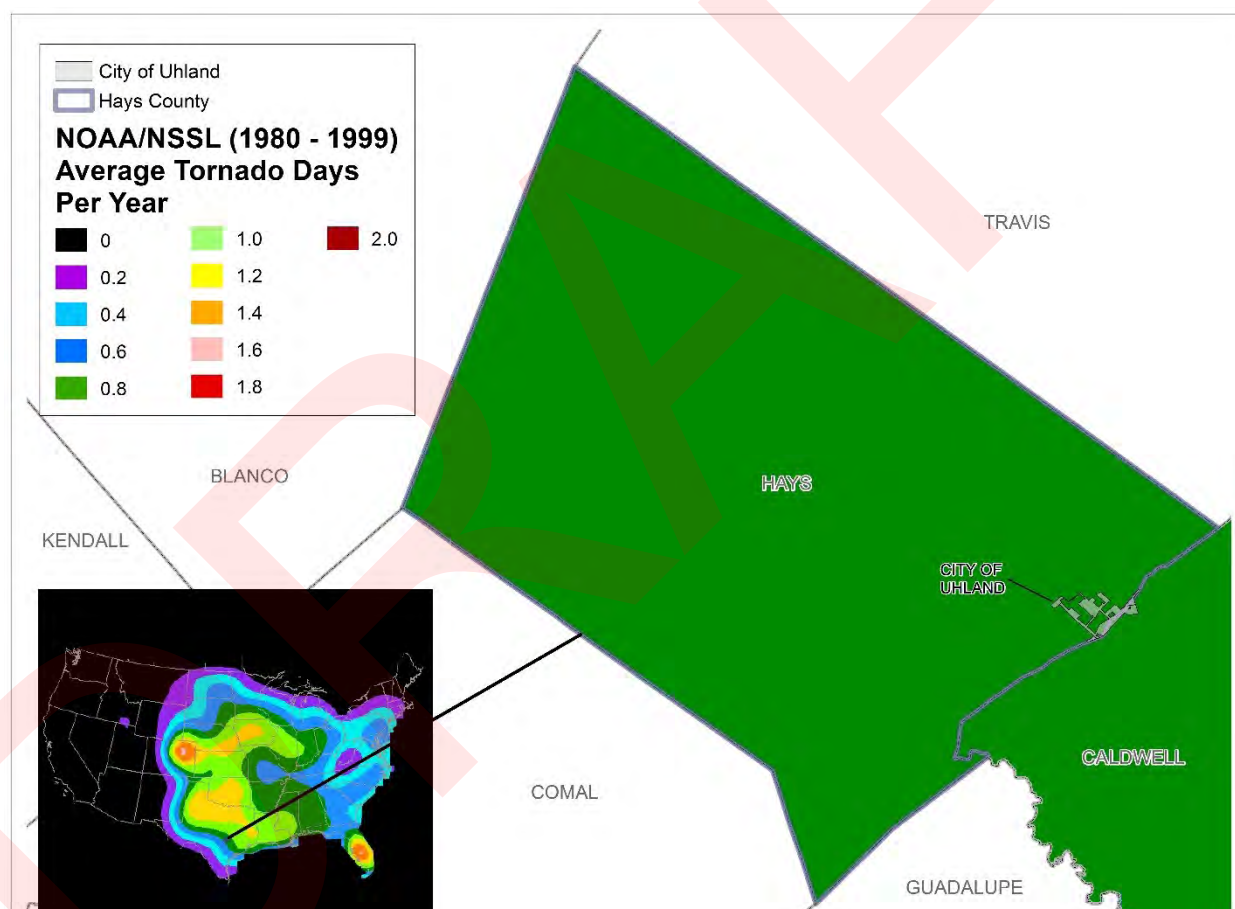 City of Uhland
Hays County
NOAA/NSSL (1980 - 1999)
Average Tornado Days
Per Year
0
0.2
0.4
0.6
0.8
1.0
1.2
1.4
1.6
1.8
2.0
TRAVIS
BLANCO
HAYS
KENDALL
CITY OF
UHLAND
CALDWELL
COMAL
GUADALUPE
DRAFT